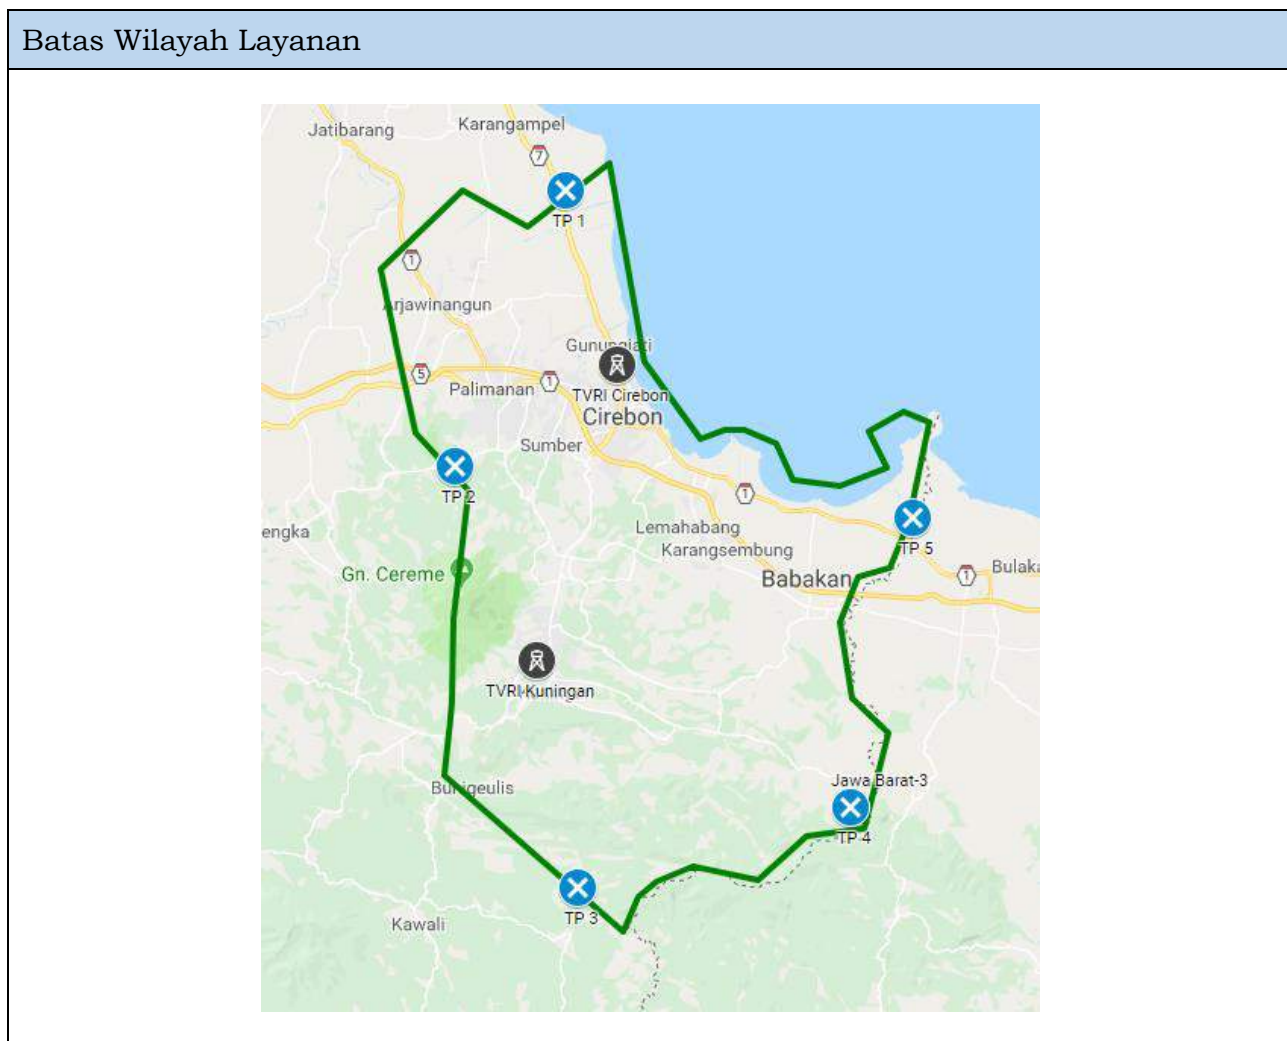 Batas Wilayah Layanan
Karangampel
Jatibarang
7
TP 1
1
Arjawinangun
Gunungjati
5
1
Palimanan
TVRI Cirebon
Cirebon
Sumber
TP 2
1
Lemahabang
engka
Karangsembung
TP 5
Gn. Cereme
Babakan
1
Bulaka
TVRI Kuningan
Jawa Barat-3
TP 4
TP 3
Kawali